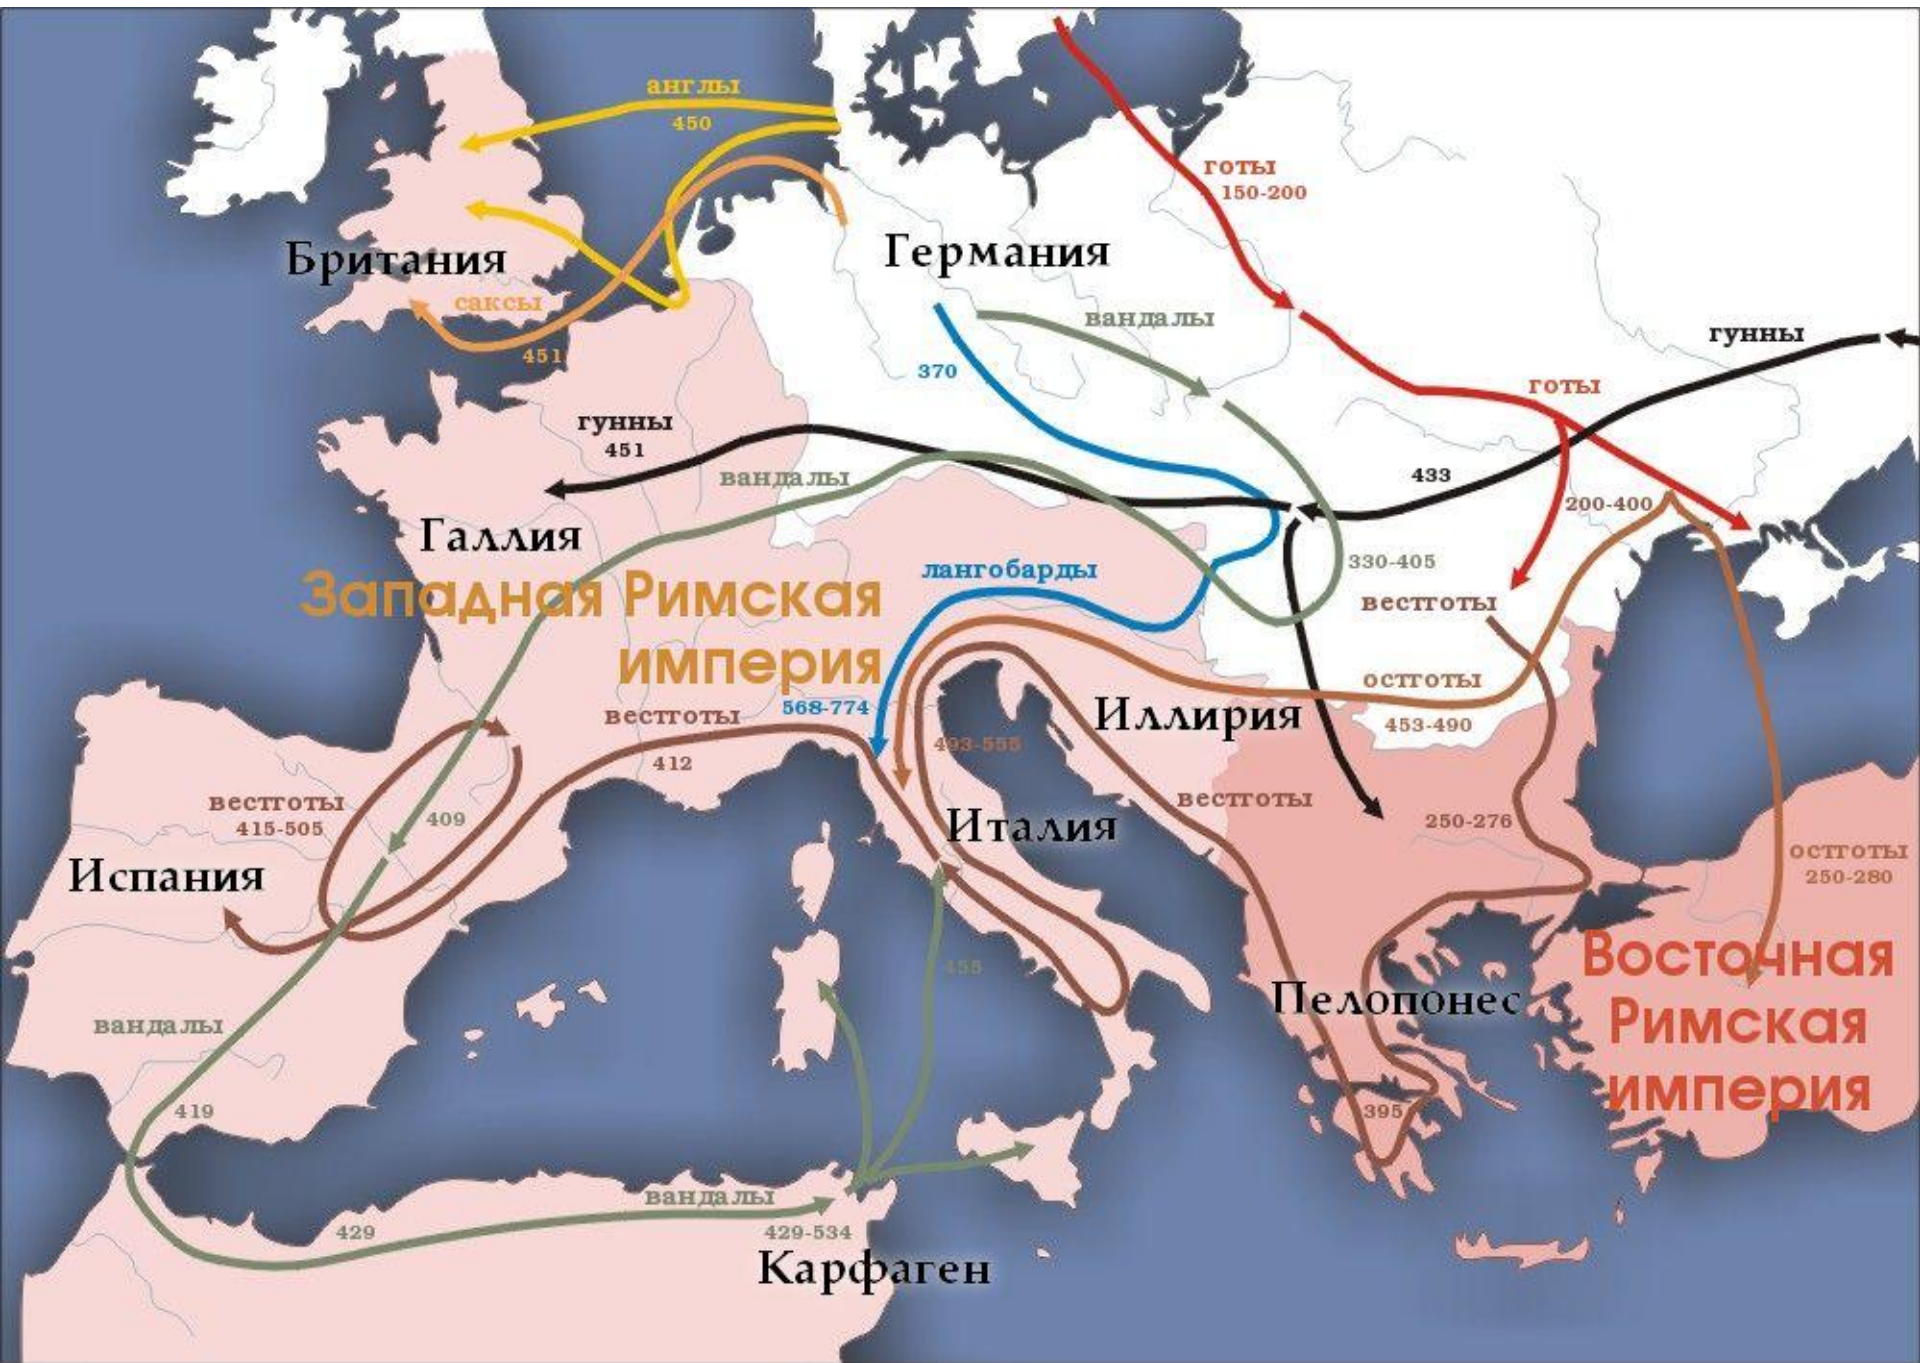 англы
450
готы
150-200
Британия
Германия
саксы
451
вандалы
370
гунны
готы
гунны
451
вандалы
433
200-400
Галлия
330-405
лангобарды
Западная Римская
империя
вестготы
остготы
453-490
568-774
вестготы
412
Иллирия
493-555
вестготы
415-505
409
вестготы
Италия
250-276
остготы
250-280
Испания
455
Восточная
Римская
империя
Пелопонес
вандалы
419
395
вандалы
429
429-534
Карфаген